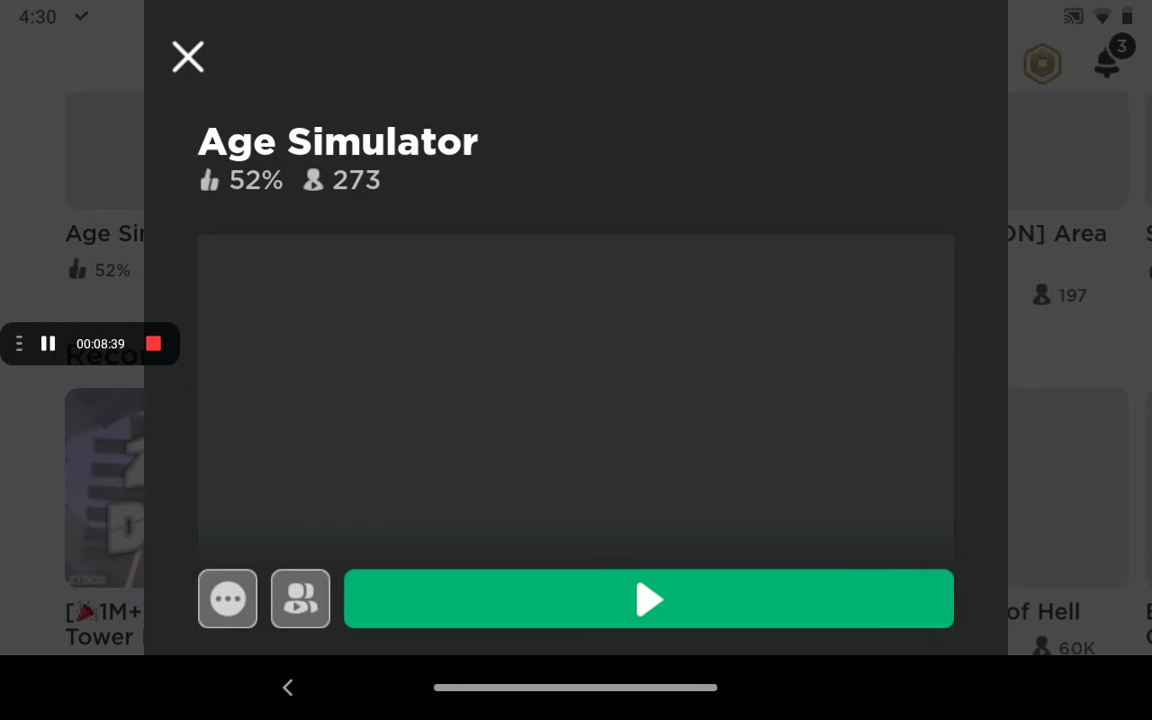 4:30
3
Age Simulator
52% 273
Age Sir
52%
ON] Area
197
00:08:39
Recor
[🎉1M+
Tower
of Hell
60K